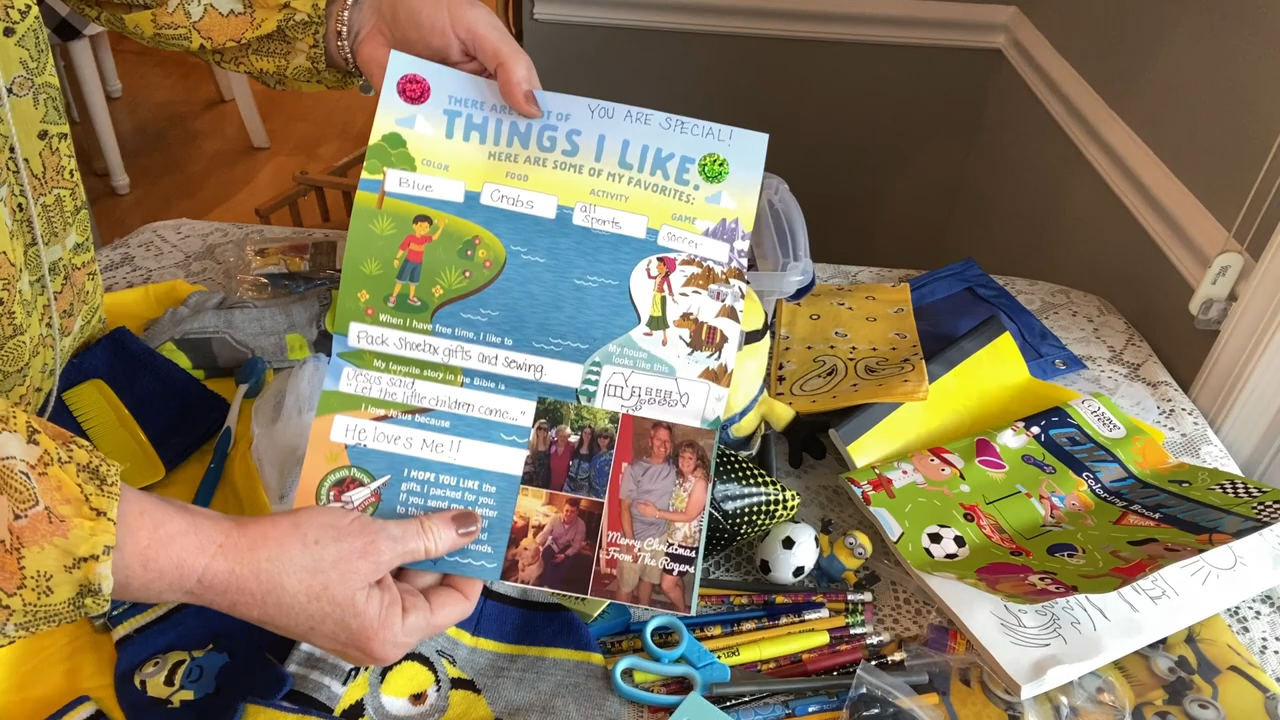 YOU ARE SPECIAL!
THERE ARE OF
THINGS I LIKE.
HERE ARE SOME OF MY FAVORITES:
COLOR
FOOD
ACTIVITY
GAME
Blue
Crabs
all
sports
soccer
When I have free time, I like to
Pack shoebox gifts and sewing.
My favorite story in the Bible is
Jesus said,
"Let the little children come..."
I love Jesus because
He loves Me!!
My house
looks like this
I HOPE YOU LIKE the
gifts I packed for you.
If you send me a letter
to this
Merry Christmas
From The Rogers
Coloring Book
pen